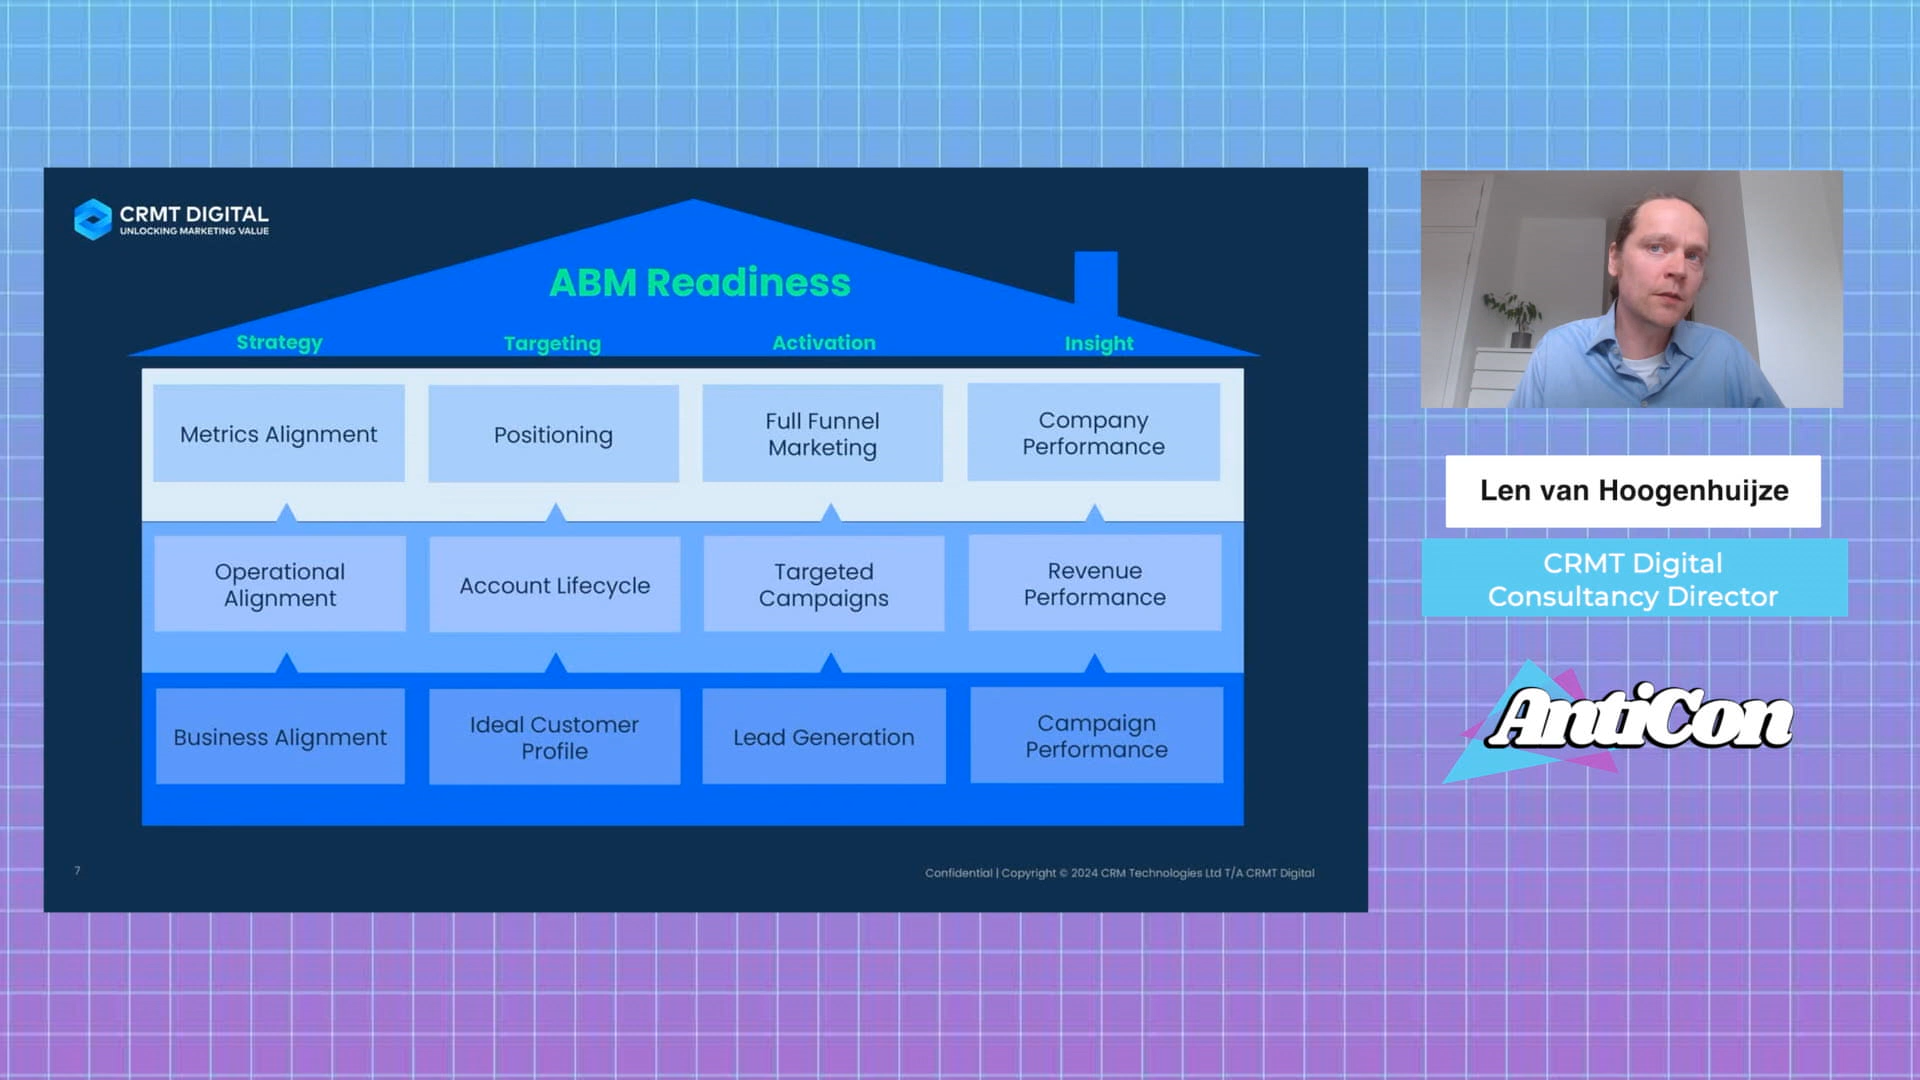 CRMT DIGITAL
UNLOCKING MARKETING VALUE
ABM Readiness
Strategy
Targeting
Activation
Insight
Metrics Alignment
Positioning
Full Funnel
Marketing
Company
Performance
Operational
Alignment
Account Lifecycle
Targeted
Campaigns
Revenue
Performance
Business Alignment
Ideal Customer
Profile
Lead Generation
Campaign
Performance
7
Confidential | Copyright © 2024 CRM Technologies Ltd T/A CRMT Digital
Len van Hoogenhuijze
CRMT Digital
Consultancy Director
AntiCon